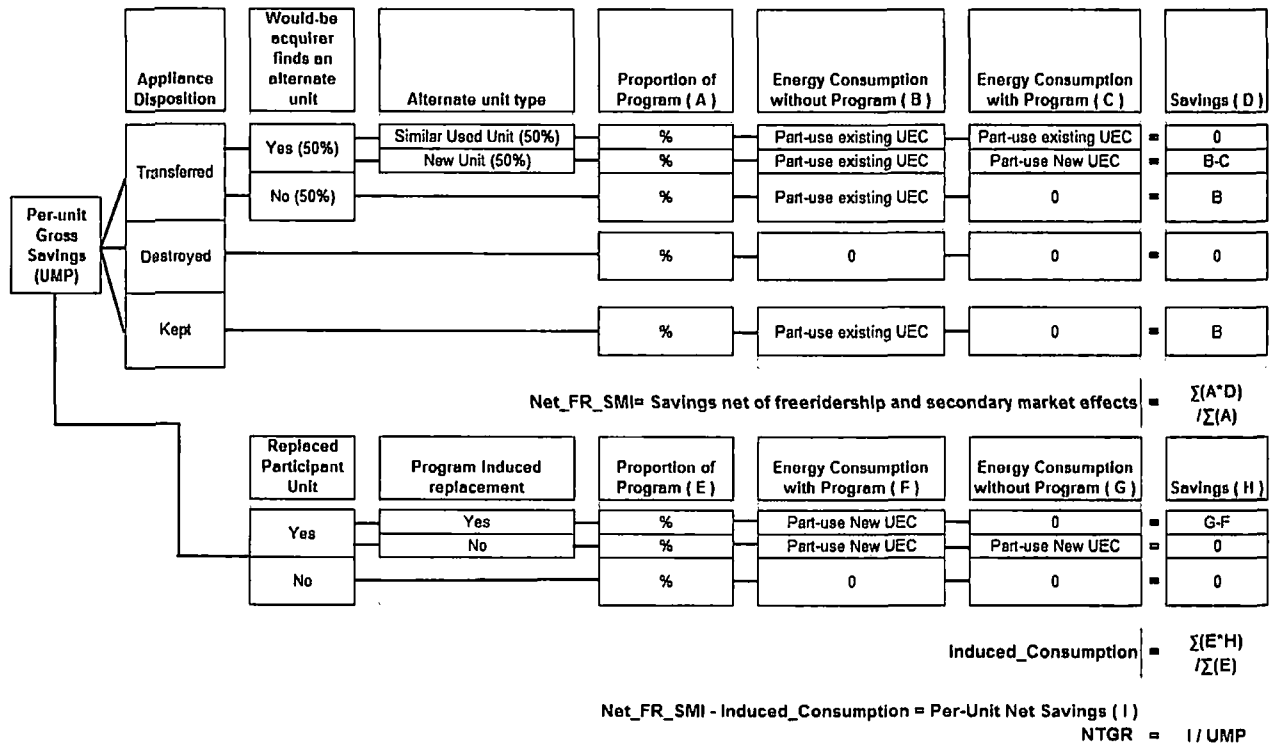 Would-be
acquirer
finds an
alternate
unit
Appliance
Disposition
Alternate unit type
Proportion of
Program ( A )
Energy Consumption
without Program ( B )
Energy Consumption
with Program ( C )
Savings ( D )
Per-unit
Gross
Savings
(UMP)
Transferred
Yes (50%)
Similar Used Unit (50%)
%
Part-use existing UEC
Part-use existing UEC
=
0
New Unit (50%)
%
Part-use existing UEC
Part-use New UEC
=
B-C
No (50%)
%
Part-use existing UEC
0
=
B
Destroyed
%
0
0
=
0
Kept
%
Part-use existing UEC
0
=
B
Net_FR_SMI= Savings net of freeridership and secondary market effects
=
∑(A*D)
/∑(A)
Replaced
Participant
Unit
Program Induced
replacement
Proportion of
Program ( E )
Energy Consumption
with Program ( F )
Energy Consumption
without Program ( G )
Savings ( H )
Yes
Yes
%
Part-use New UEC
0
=
G-F
No
%
Part-use New UEC
Part-use New UEC
=
0
No
%
0
0
=
0
Induced_Consumption
=
∑(E*H)
/∑(E)
Net_FR_SMI - Induced_Consumption = Per-Unit Net Savings ( I )
NTGR = I / UMP